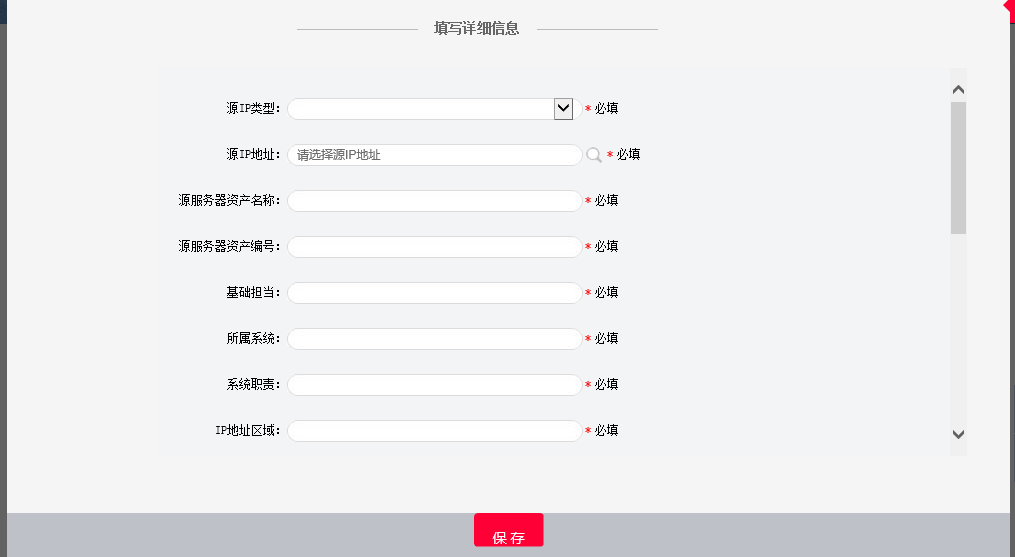 填写详细信息
源IP类型： * 必填
源IP地址： 请选择源IP地址 * 必填
源服务器资产名称： * 必填
源服务器资产编号： * 必填
基础担当： * 必填
所属系统： * 必填
系统职责： * 必填
IP地址区域： * 必填
保存